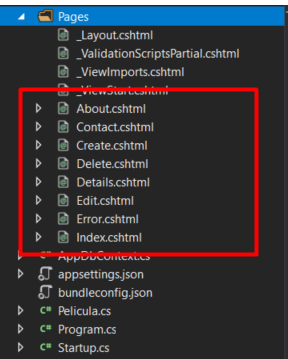 Pages
_Layout.cshtml
_ValidationScriptsPartial.cshtml
_ViewImports.cshtml
_ViewStart.cshtml
About.cshtml
Contact.cshtml
Create.cshtml
Delete.cshtml
Details.cshtml
Edit.cshtml
Error.cshtml
Index.cshtml
C# AppDbContext.cs
appsettings.json
bundleconfig.json
C# Pelicula.cs
C# Program.cs
C# Startup.cs